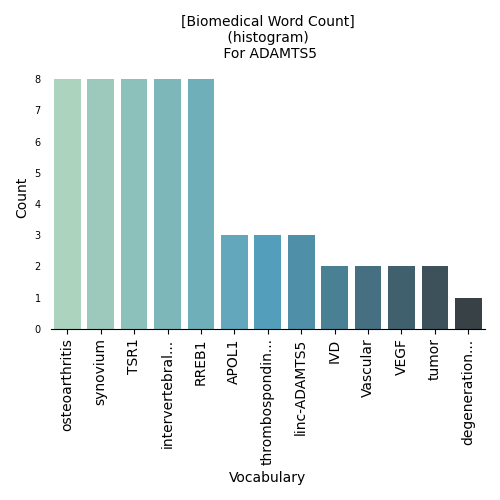 [Biomedical Word Count]
(histogram)
For ADAMTS5
8
7
6
5
4
3
2
1
0
Count
osteoarthritis
synovium
TSR1
intervertebral...
RREB1
APOL1
thrombospondin...
linc-ADAMTS5
IVD
Vascular
VEGF
tumor
degeneration...
Vocabulary